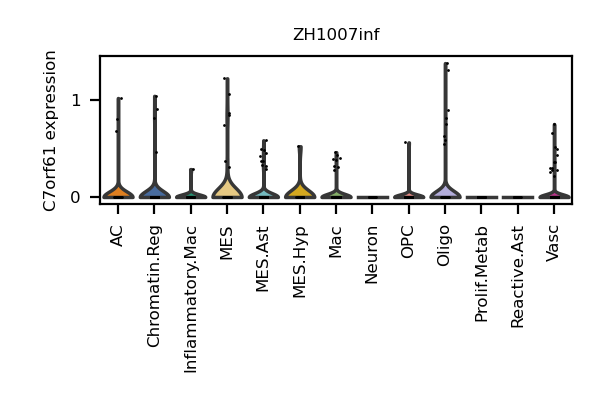 ZH1007inf
C7orf61 expression
1
0
AC
Chromatin.Reg
Inflammatory.Mac
MES
MES.Ast
MES.Hyp
Mac
Neuron
OPC
Oligo
Prolif.Metab
Reactive.Ast
Vasc